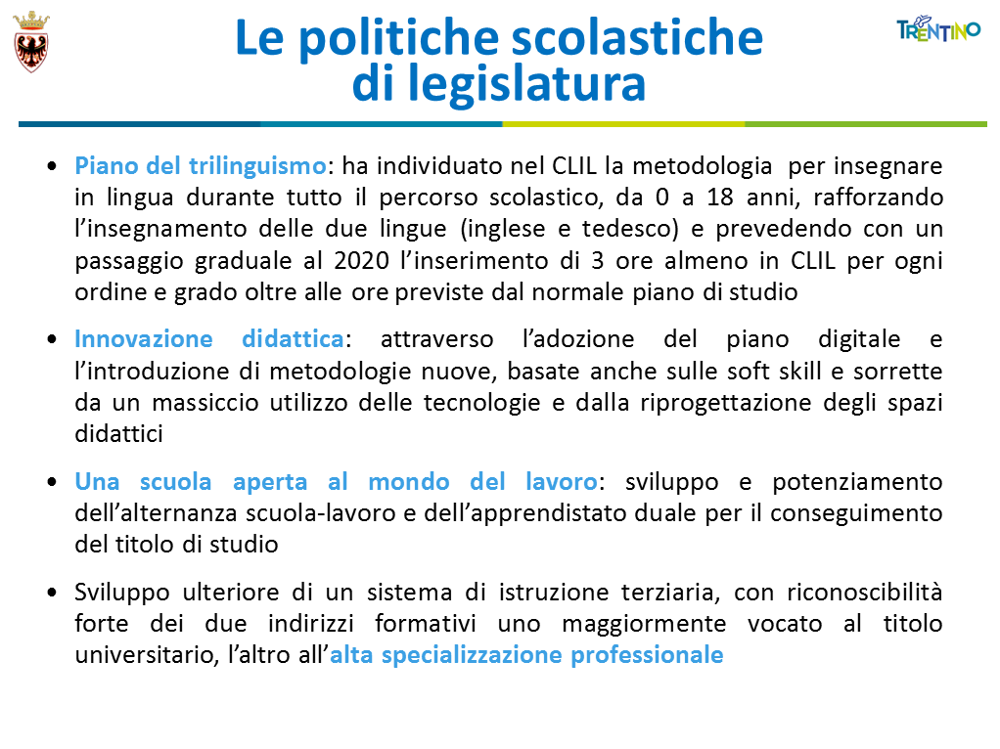 Le politiche scolastiche
di legislatura
TRENTINO
• Piano del trilinguismo: ha individuato nel CLIL la metodologia per insegnare
in lingua durante tutto il percorso scolastico, da 0 a 18 anni, rafforzando
l’insegnamento delle due lingue (inglese e tedesco) e prevedendo con un
passaggio graduale al 2020 l’inserimento di 3 ore almeno in CLIL per ogni
ordine e grado oltre alle ore previste dal normale piano di studio
• Innovazione didattica: attraverso l’adozione del piano digitale e
l’introduzione di metodologie nuove, basate anche sulle soft skill e sorrette
da un massiccio utilizzo delle tecnologie e dalla riprogettazione degli spazi
didattici
• Una scuola aperta al mondo del lavoro: sviluppo e potenziamento
dell’alternanza scuola-lavoro e dell’apprendistato duale per il conseguimento
del titolo di studio
• Sviluppo ulteriore di un sistema di istruzione terziaria, con riconoscibilità
forte dei due indirizzi formativi uno maggiormente vocato al titolo
universitario, l’altro all’alta specializzazione professionale